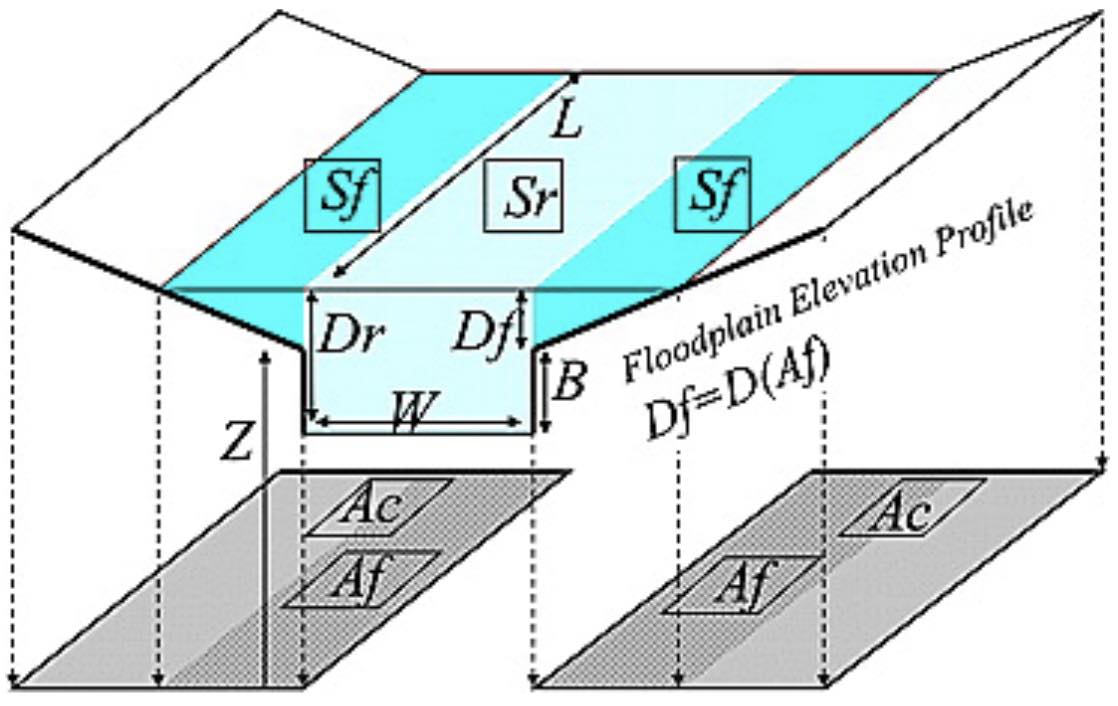 L
Sf
Sr
Sf
Floodplain Elevation Profile
Df=D(Af)
Dr
Df
B
W
Z
Ac
Ac
Af
Af